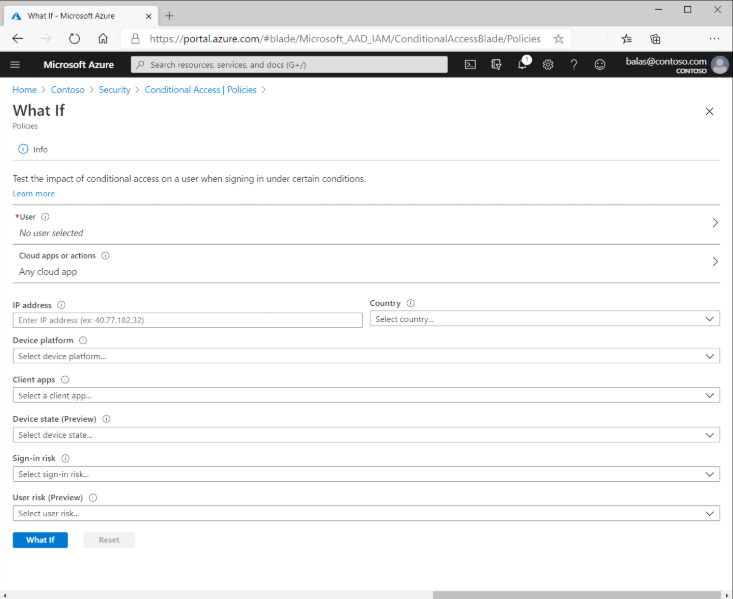 What If - Microsoft Azure
https://portal.azure.com/#blade/Microsoft_AAD_IAM/ConditionalAccessBlade/Policies
Microsoft Azure
Search resources, services, and docs (G+/)
1
balas@contoso.com
CONTOSO
Home > Contoso > Security > Conditional Access | Policies >
What If
Policies
Info
Test the impact of conditional access on a user when signing in under certain conditions.
Learn more
*User
No user selected
Cloud apps or actions
Any cloud app
IP address
Enter IP address (ex: 40.77.182.32)
Country
Select country...
Device platform
Select device platform...
Client apps
Select a client app...
Device state (Preview)
Select device state...
Sign-in risk
Select sign-in risk...
User risk (Preview)
Select user risk...
What If
Reset